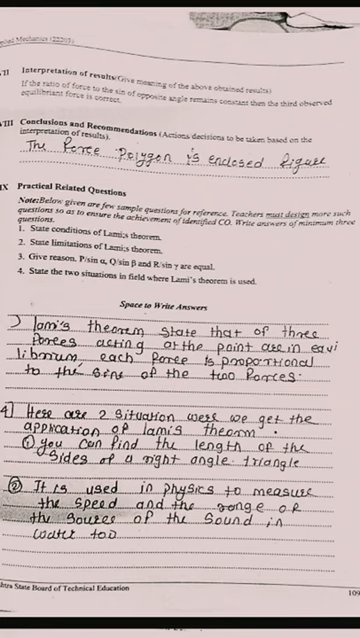 Applied Mechanics (22203)
VII Interpretation of results (Give meaning of the above obtained results)
If the ratio of force to the sin of opposite angle remains constant then the third observed
equilibriant force is correct.
VIII Conclusions and Recommendations (Actions/decisions to be taken based on the
interpretation of results).
The Force Polygon is enclosed figure
IX Practical Related Questions
Note: Below given are few sample questions for reference. Teachers must design more such
questions so as to ensure the achievement of identified CO. Write answers of minimum three
questions.
1. State conditions of Lami;s theorem.
2. State limitations of Lami;s theorem.
3. Give reason, P/sin α, Q/sin β and R/sin γ are equal.
4. State the two situations in field where Lami's theorem is used.
Space to Write Answers
) lami's theorem state that of three
Forces acting at the point are in equi
librium each force is propotional
to the sine of the two Forces.
4] Here are 2 situation were we get the
application of lami's theorm.
① you can find the length of the
sides of a right angle triangle
② It is used in physics to measure
the speed and the range of
the source of the sound in
water too
htra State Board of Technical Education
109